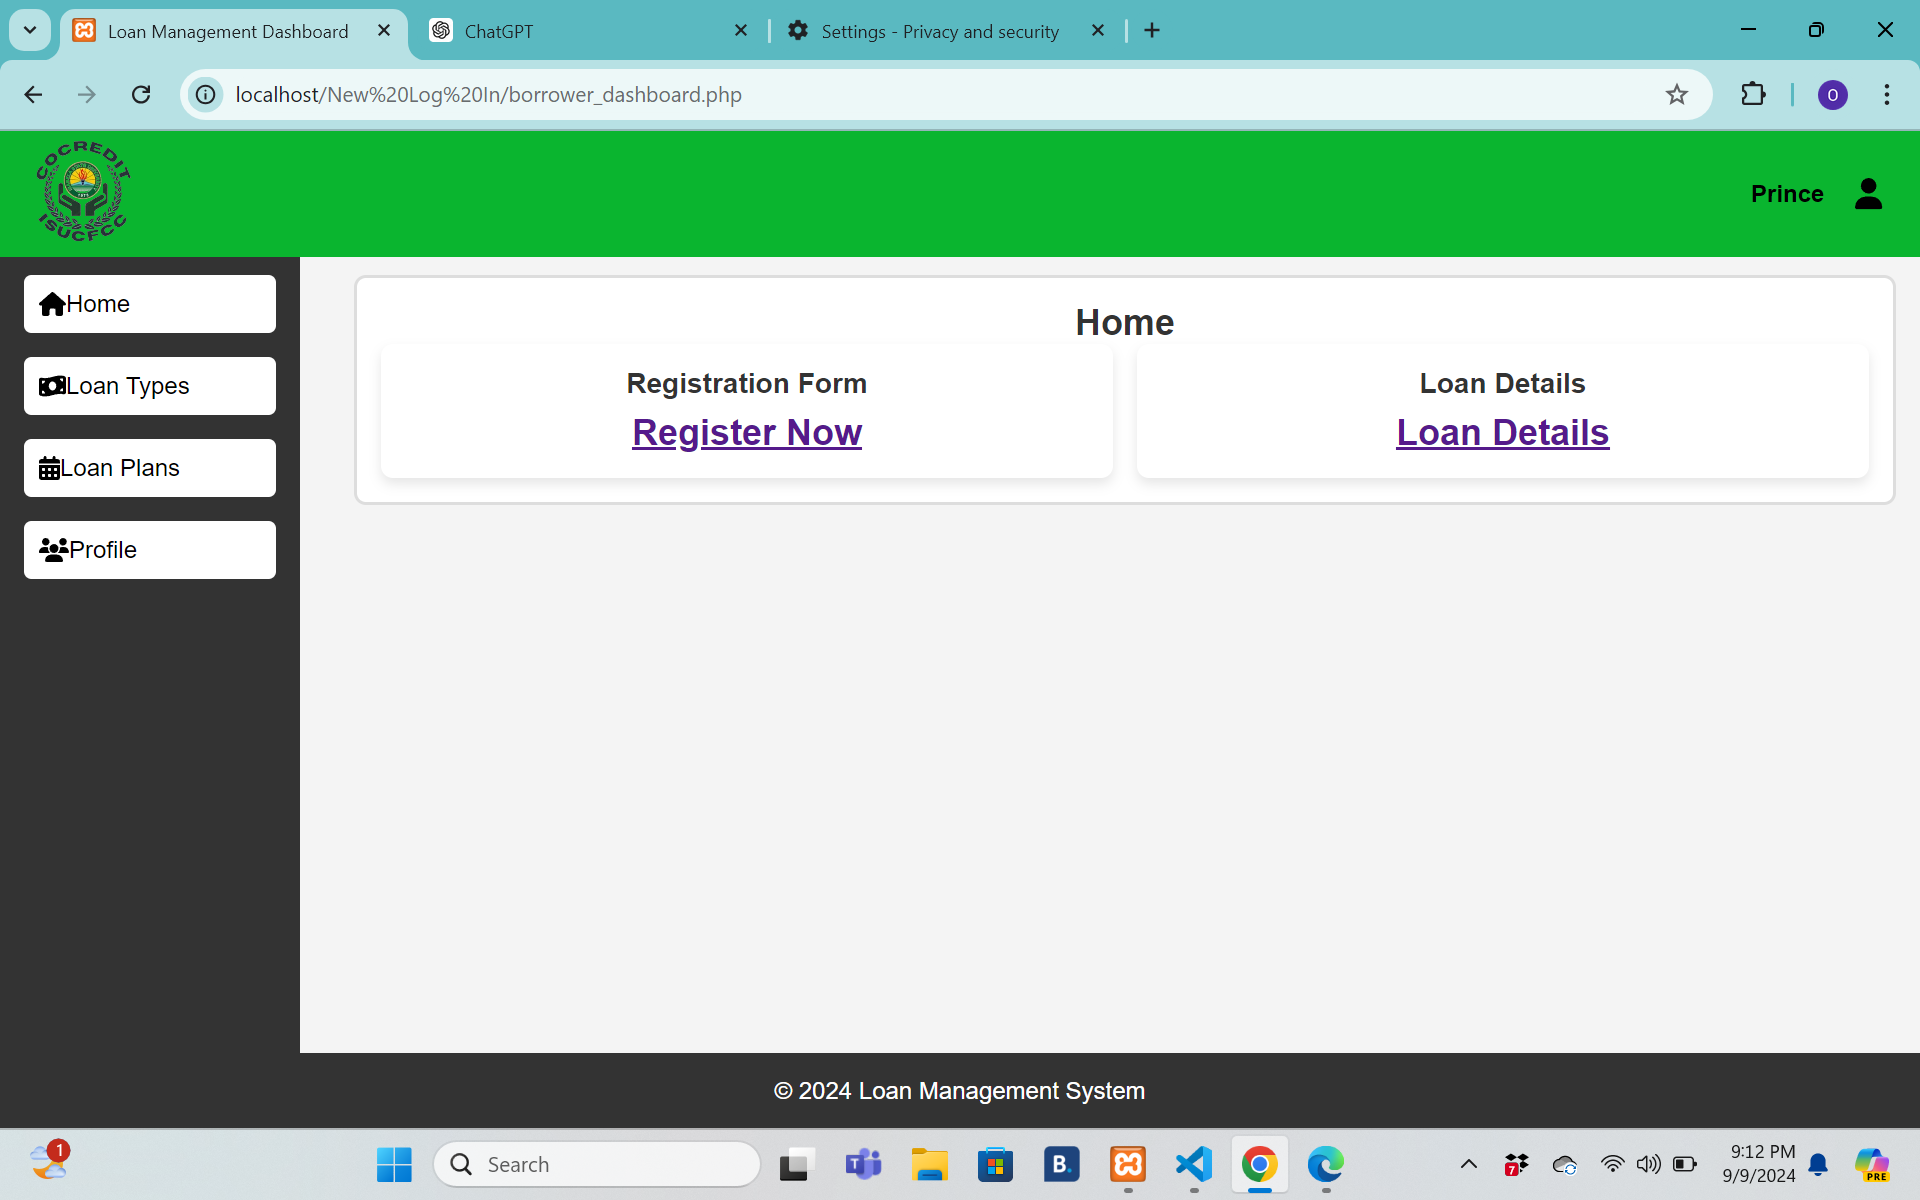 Loan Management Dashboard
ChatGPT
Settings - Privacy and security
localhost/New%20Log%20In/borrower_dashboard.php
O
COCREDIT
ISUCFCC
Prince
Home
Loan Types
Loan Plans
Profile
Home
Registration Form
Register Now
Loan Details
Loan Details
© 2024 Loan Management System
1
Search
T
B.
7
9:12 PM
9/9/2024
PRE